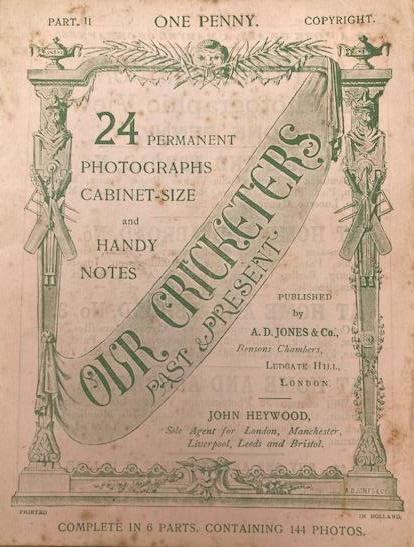 PART. II
ONE PENNY.
COPYRIGHT.
24 PERMANENT
PHOTOGRAPHS
CABINET-SIZE
and
HANDY
NOTES
OUR CRICKETERS
PAST & PRESENT.
PUBLISHED
by
A. D. JONES & Co.,
Bensons Chambers,
LUDGATE HILL,
LONDON.
JOHN HEYWOOD,
Sole Agent for London, Manchester,
Liverpool, Leeds and Bristol.
A.D. JONES & Co
PRINTED
IN HOLLAND.
COMPLETE IN 6 PARTS. CONTAINING 144 PHOTOS.